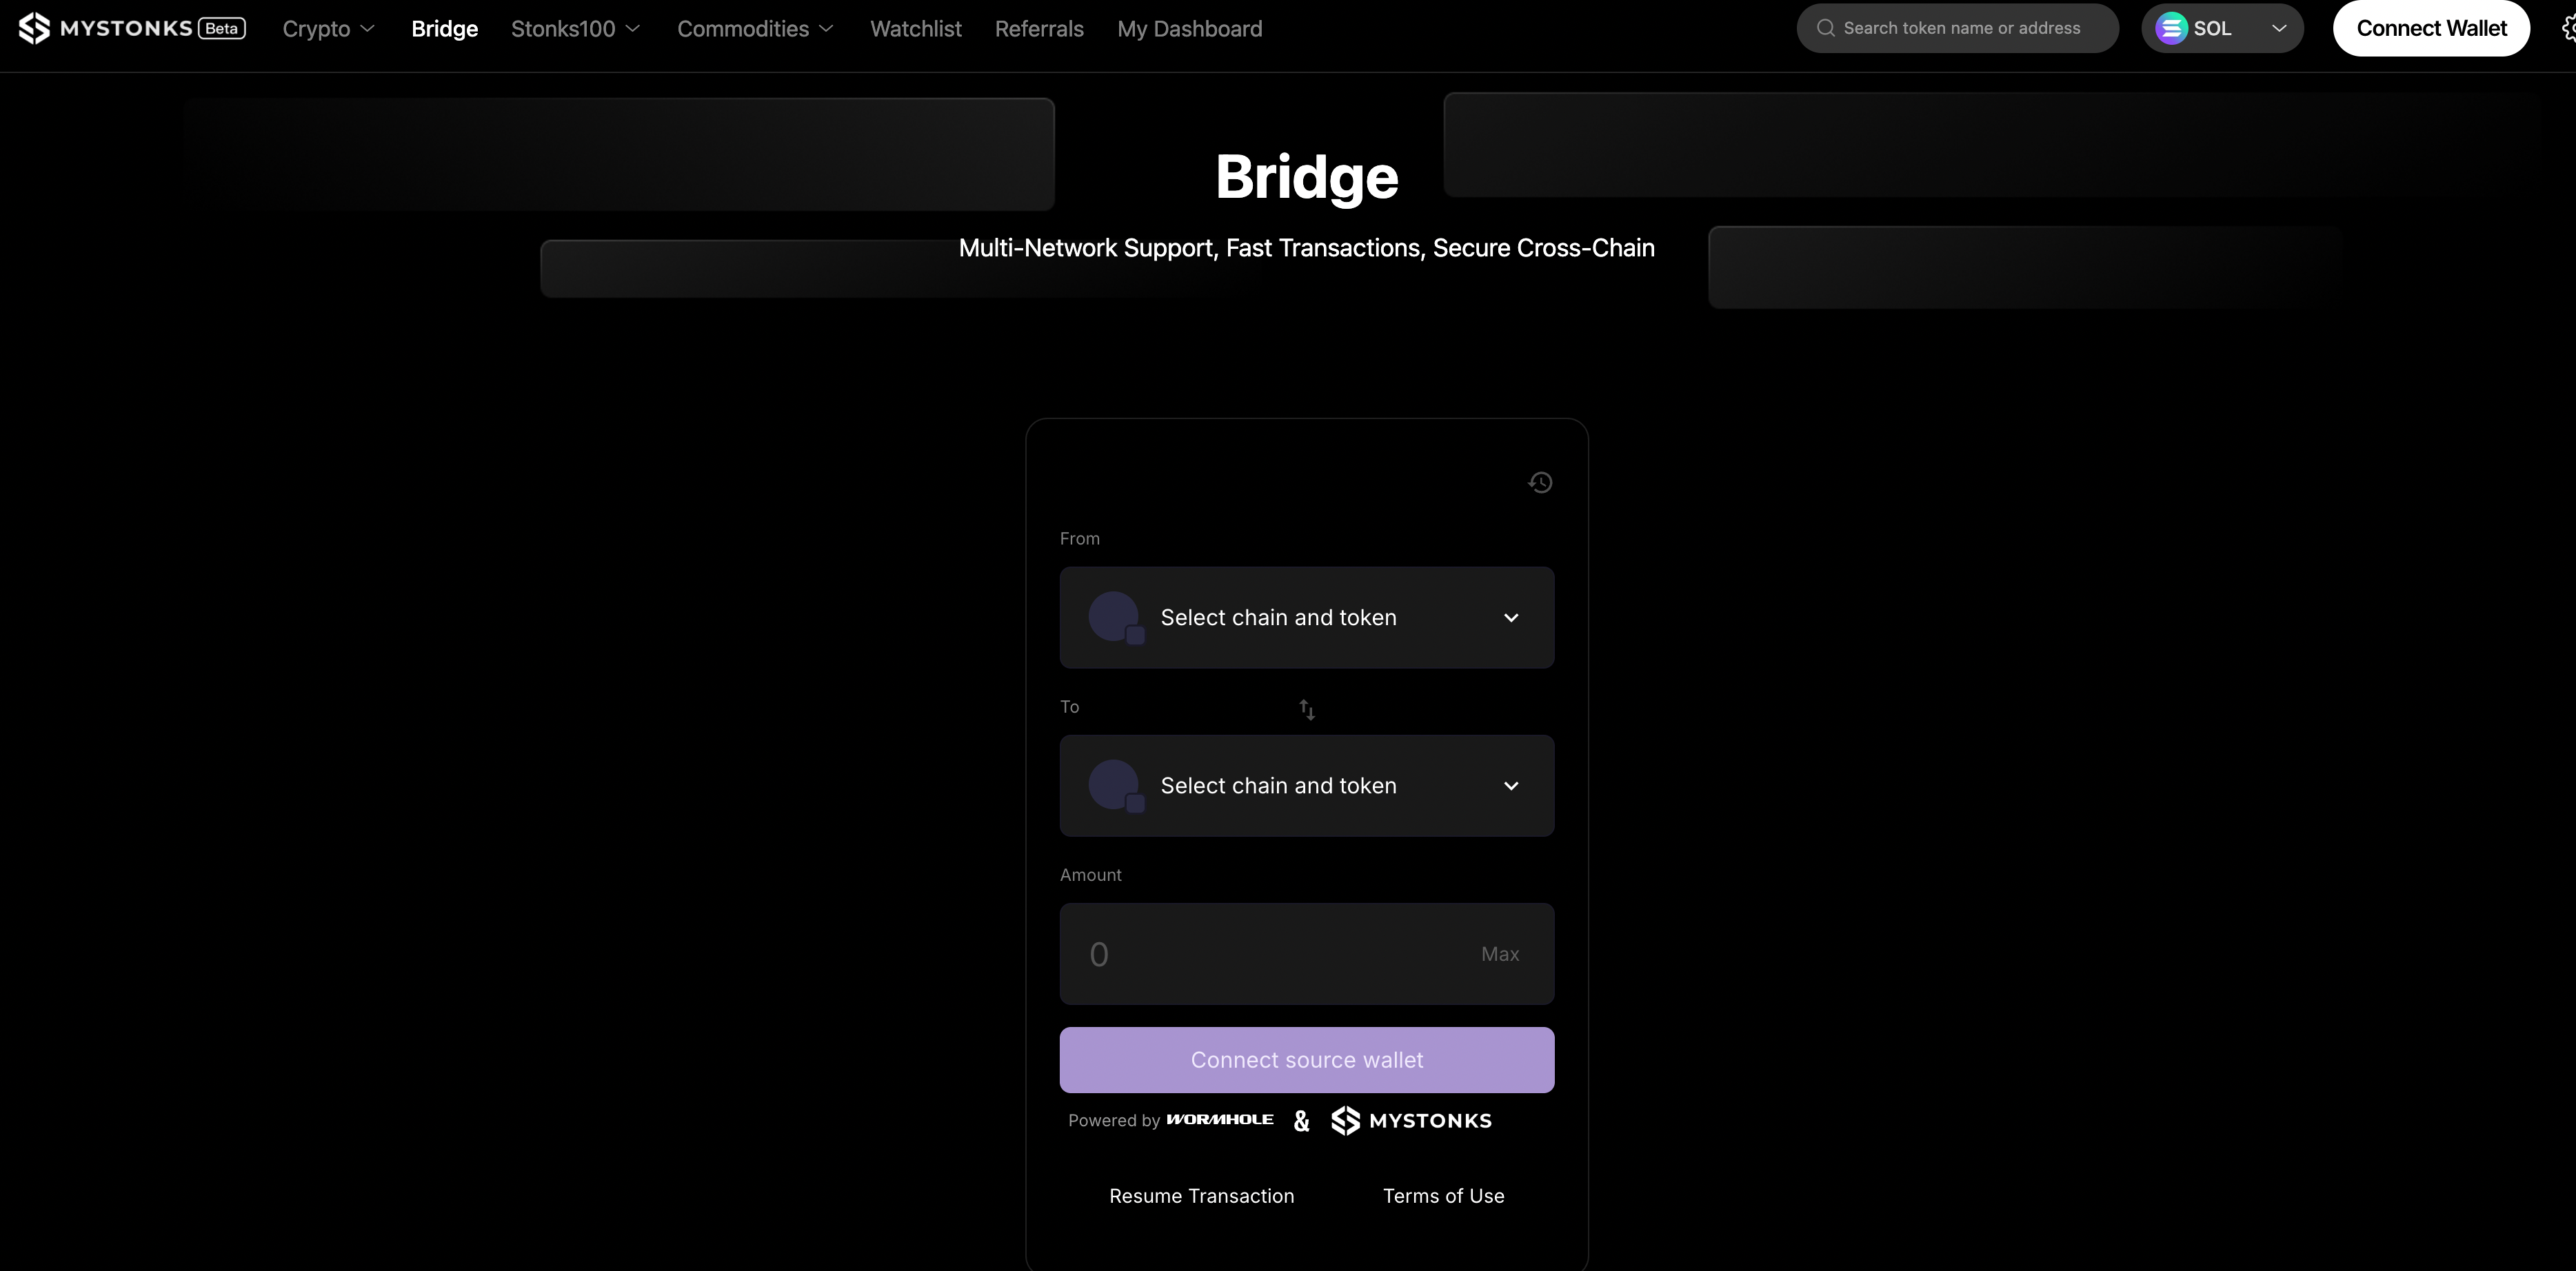 MYSTONKS Beta Crypto Bridge Stonks100 Commodities Watchlist Referrals My Dashboard Search token name or address SOL Connect Wallet
Bridge
Multi-Network Support, Fast Transactions, Secure Cross-Chain
From
Select chain and token
To
Select chain and token
Amount
0 Max
Connect source wallet
Powered by WORMHOLE & MYSTONKS
Resume Transaction Terms of Use